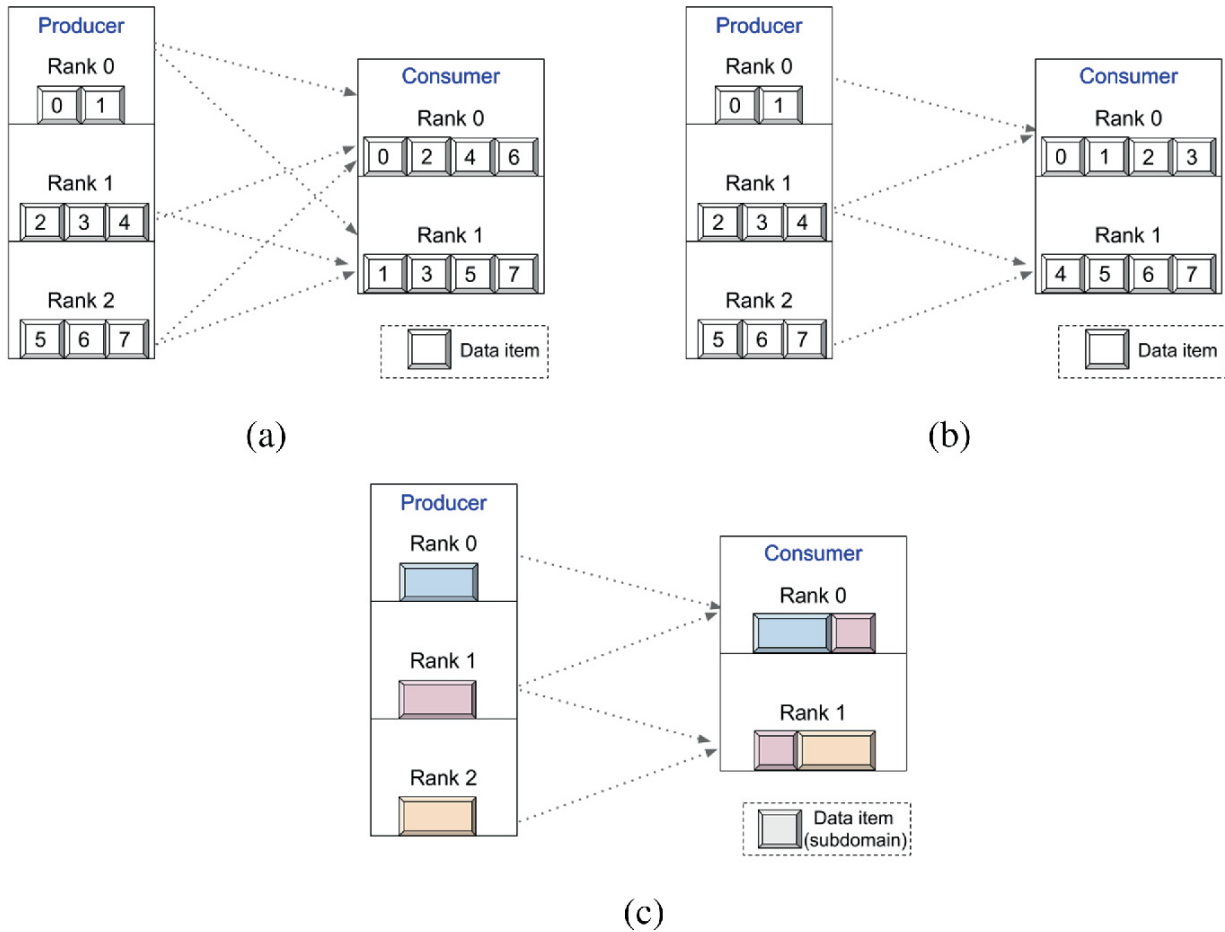 Producer
Rank 0
0 1
Rank 1
2 3 4
Rank 2
5 6 7
Consumer
Rank 0
0 2 4 6
Rank 1
1 3 5 7
Data item
(a)
Producer
Rank 0
0 1
Rank 1
2 3 4
Rank 2
5 6 7
Consumer
Rank 0
0 1 2 3
Rank 1
4 5 6 7
Data item
(b)
Producer
Rank 0
Rank 1
Rank 2
Consumer
Rank 0
Rank 1
Data item
(subdomain)
(c)